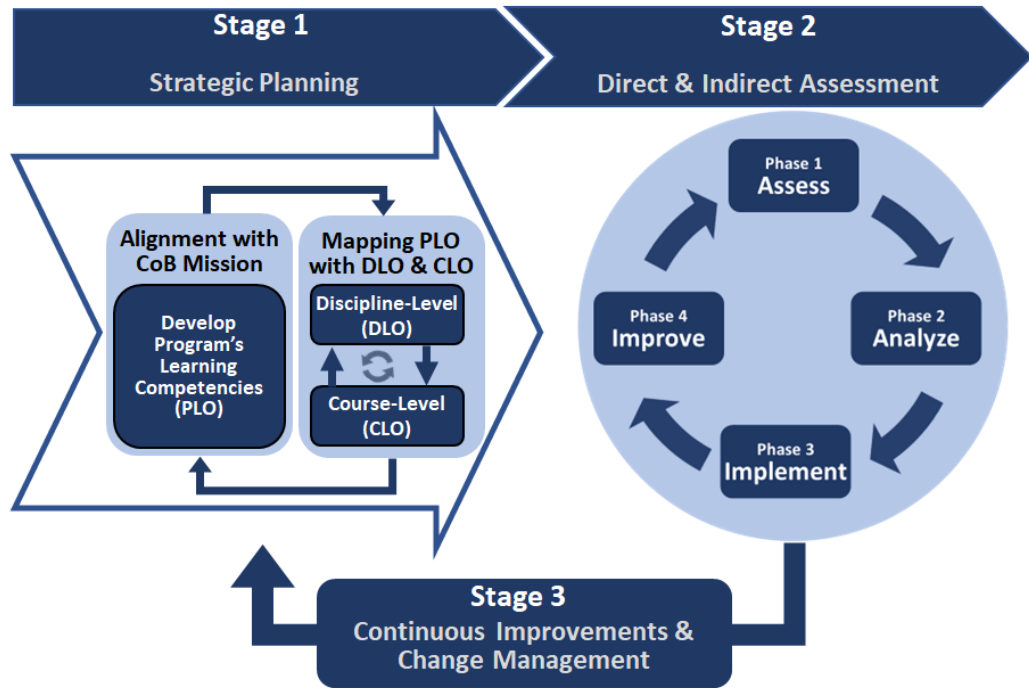 Stage 1
Strategic Planning
Stage 2
Direct & Indirect Assessment
Alignment with
CoB Mission
Develop
Program's
Learning
Competencies
(PLO)
Mapping PLO
with DLO & CLO
Discipline-Level
(DLO)
Course-Level
(CLO)
Phase 1
Assess
Phase 2
Analyze
Phase 3
Implement
Phase 4
Improve
Stage 3
Continuous Improvements &
Change Management